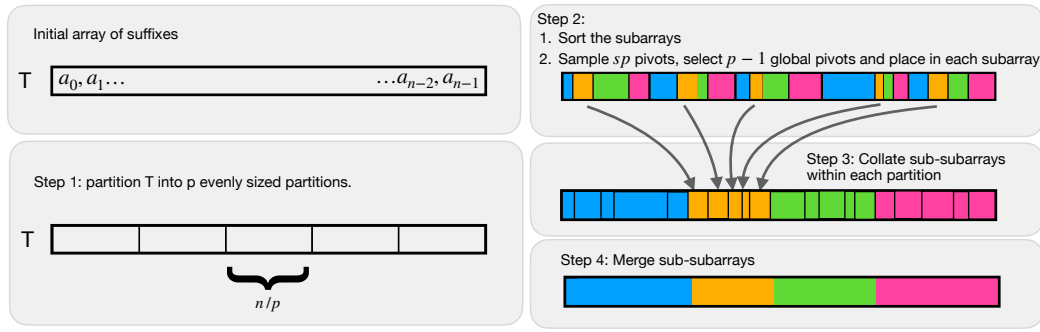 Initial array of suffixes
T
a₀, a₁... ...aₙ₋₂, aₙ₋₁
Step 1: partition T into p evenly sized partitions.
T
n/p
Step 2:
1. Sort the subarrays
2. Sample sp pivots, select p − 1 global pivots and place in each subarray
Step 3: Collate sub-subarrays
within each partition
Step 4: Merge sub-subarrays